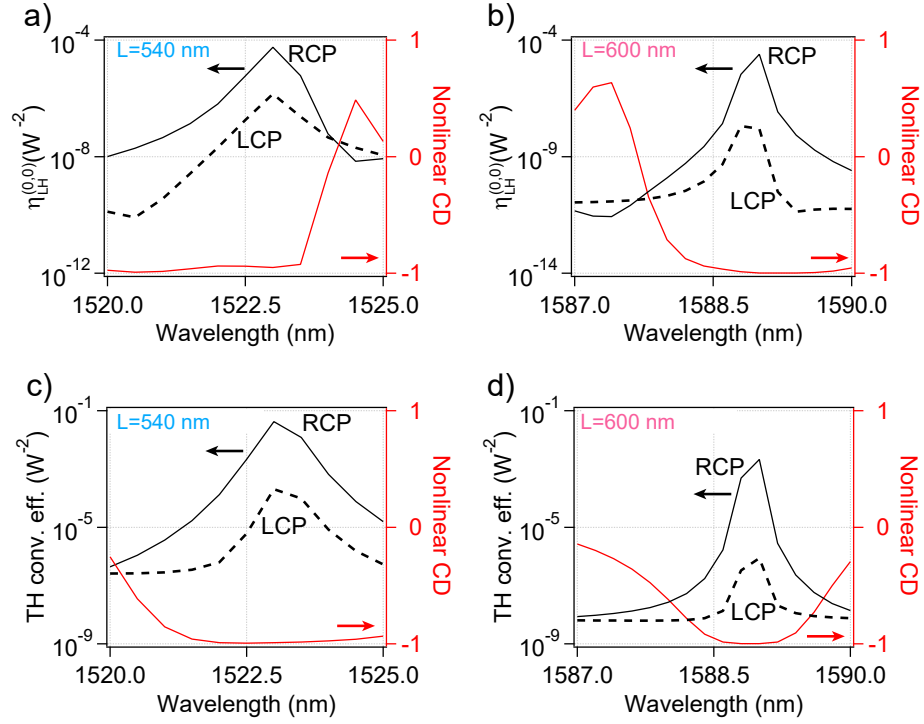 a)
L=540 nm
RCP
LCP
10⁻⁴
10⁻⁸
10⁻¹²
η_LH^(0,0)(W⁻²)
1
0
-1
Nonlinear CD
1520.0 1522.5 1525.0
Wavelength (nm)
b)
L=600 nm
RCP
LCP
10⁻⁴
10⁻⁹
10⁻¹⁴
η_LH^(0,0)(W⁻²)
1
0
-1
Nonlinear CD
1587.0 1588.5 1590.0
Wavelength (nm)
c)
L=540 nm
RCP
LCP
10⁻¹
10⁻⁵
10⁻⁹
TH conv. eff. (W⁻²)
1
0
-1
Nonlinear CD
1520.0 1522.5 1525.0
Wavelength (nm)
d)
L=600 nm
RCP
LCP
10⁻¹
10⁻⁵
10⁻⁹
TH conv. eff. (W⁻²)
1
0
-1
Nonlinear CD
1587.0 1588.5 1590.0
Wavelength (nm)